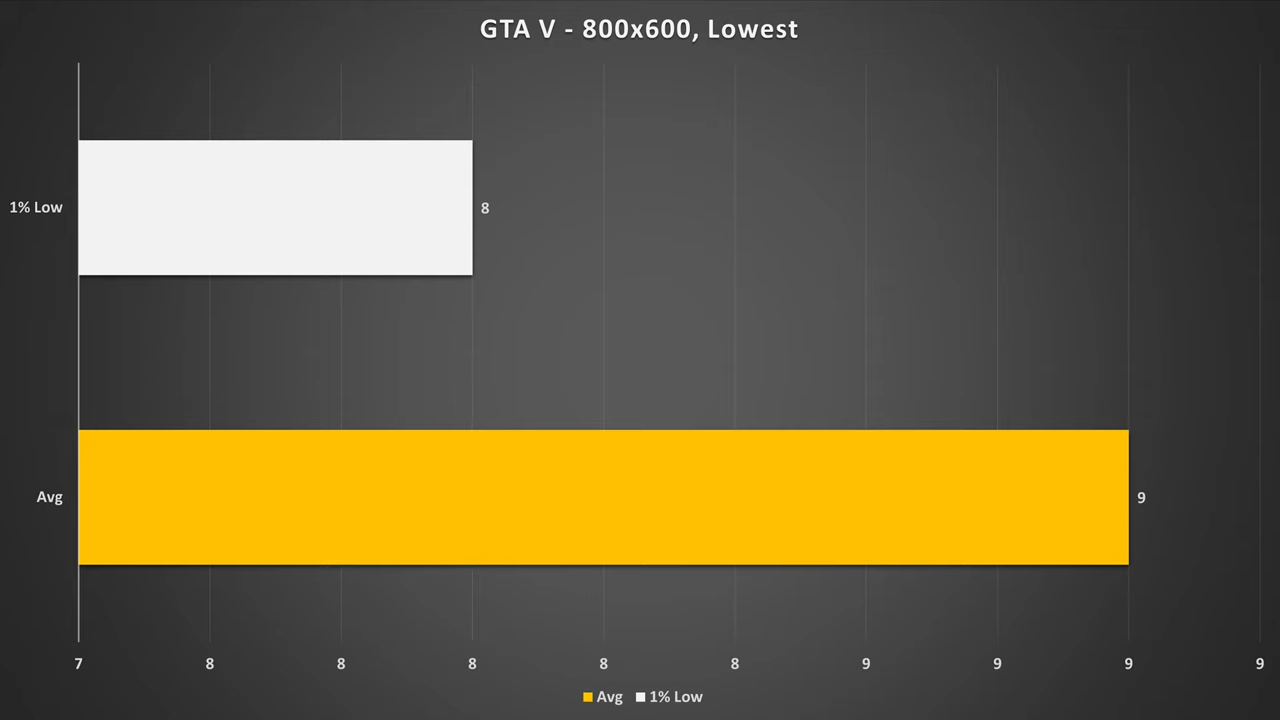 GTA V - 800x600, Lowest
1% Low
8
Avg
9
7 8 8 8 8 8 9 9 9 9
Avg 1% Low